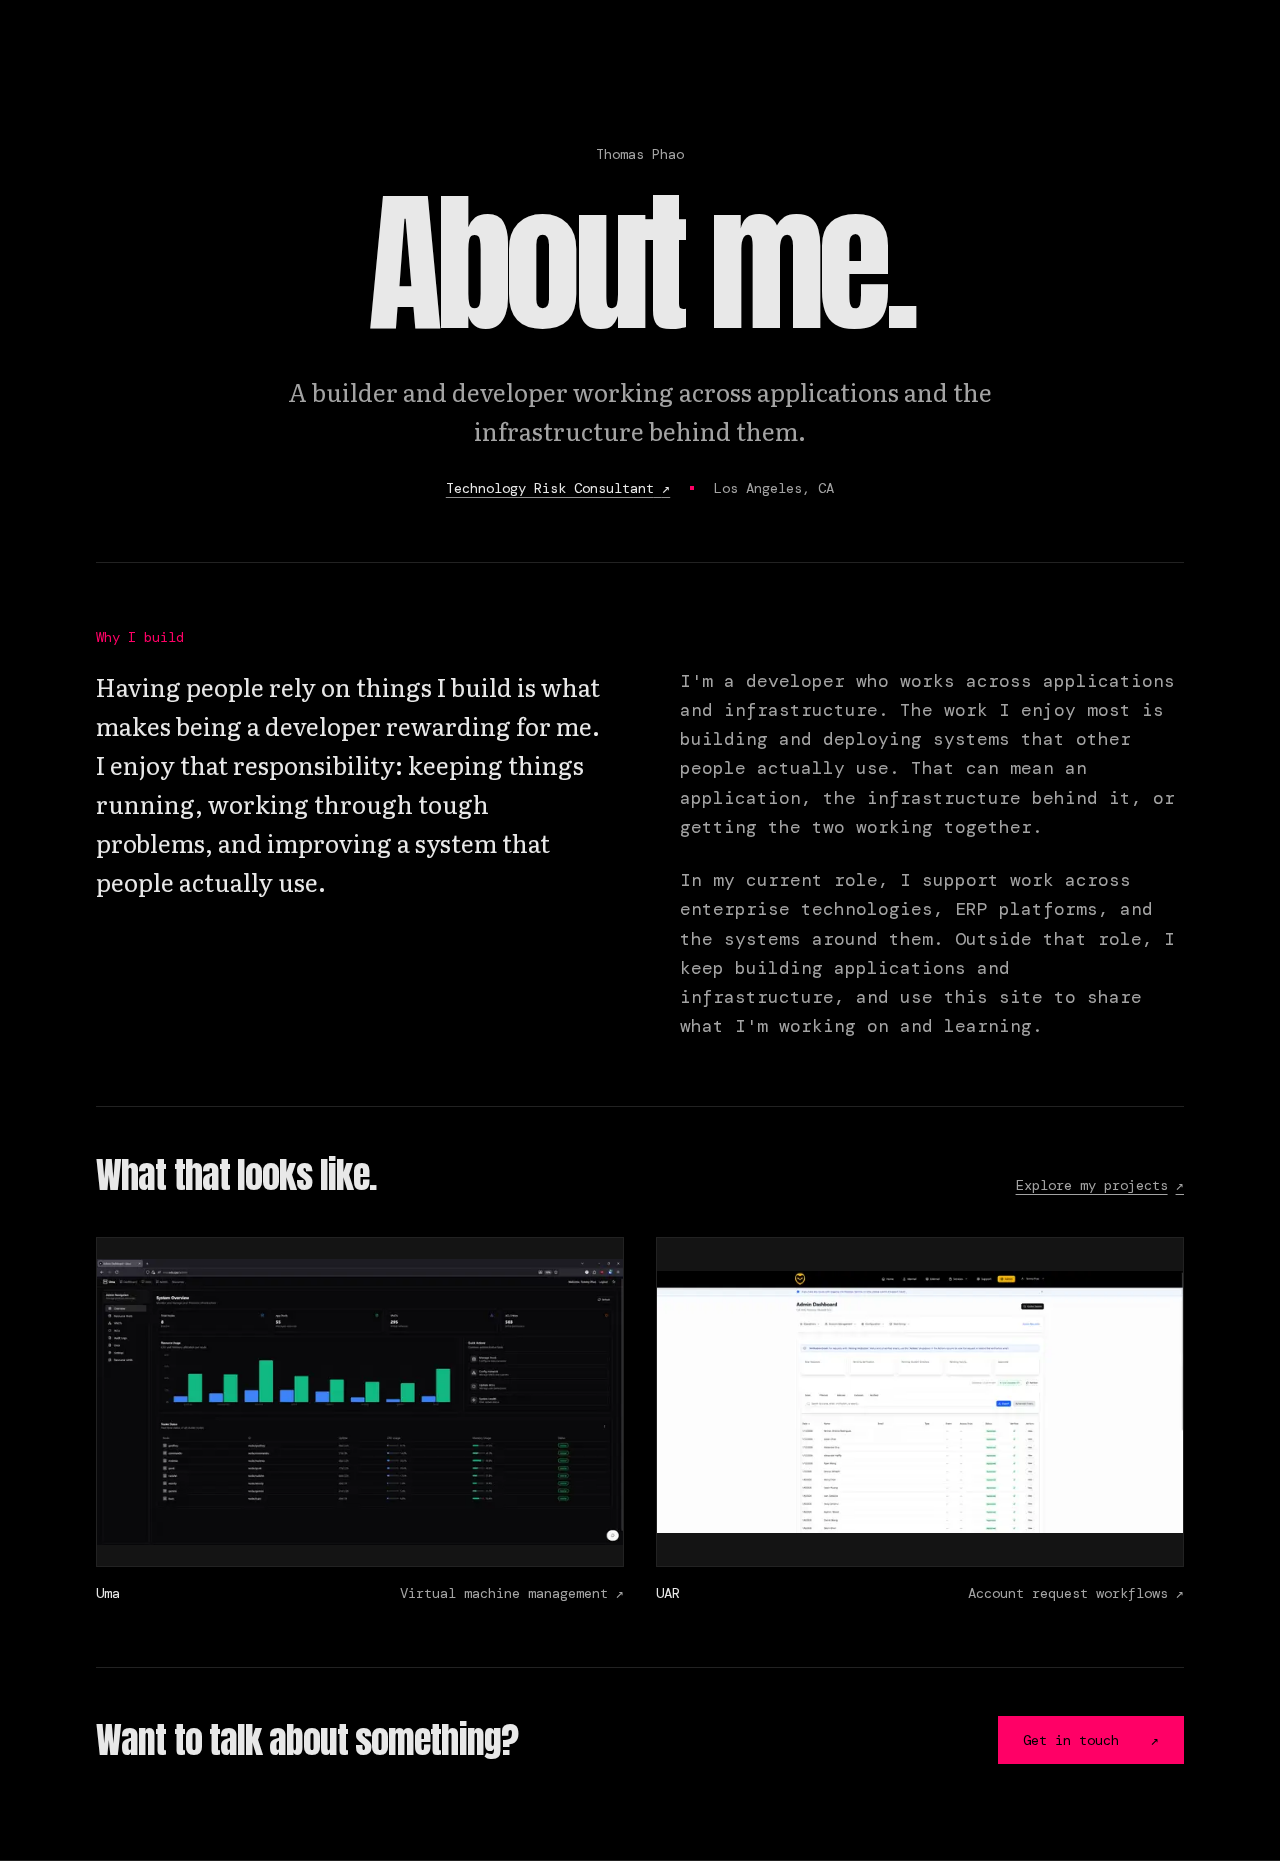 Thomas Phao
About me.
A builder and developer working across applications and the
infrastructure behind them.
Technology Risk Consultant ↗ Los Angeles, CA
Why I build
Having people rely on things I build is what
makes being a developer rewarding for me.
I enjoy that responsibility: keeping things
running, working through tough
problems, and improving a system that
people actually use.
I'm a developer who works across applications
and infrastructure. The work I enjoy most is
building and deploying systems that other
people actually use. That can mean an
application, the infrastructure behind it, or
getting the two working together.
In my current role, I support work across
enterprise technologies, ERP platforms, and
the systems around them. Outside that role, I
keep building applications and
infrastructure, and use this site to share
what I'm working on and learning.
What that looks like.
Explore my projects ↗
System Overview
Admin Dashboard
Uma
Virtual machine management ↗
UAR
Account request workflows ↗
Want to talk about something?
Get in touch ↗